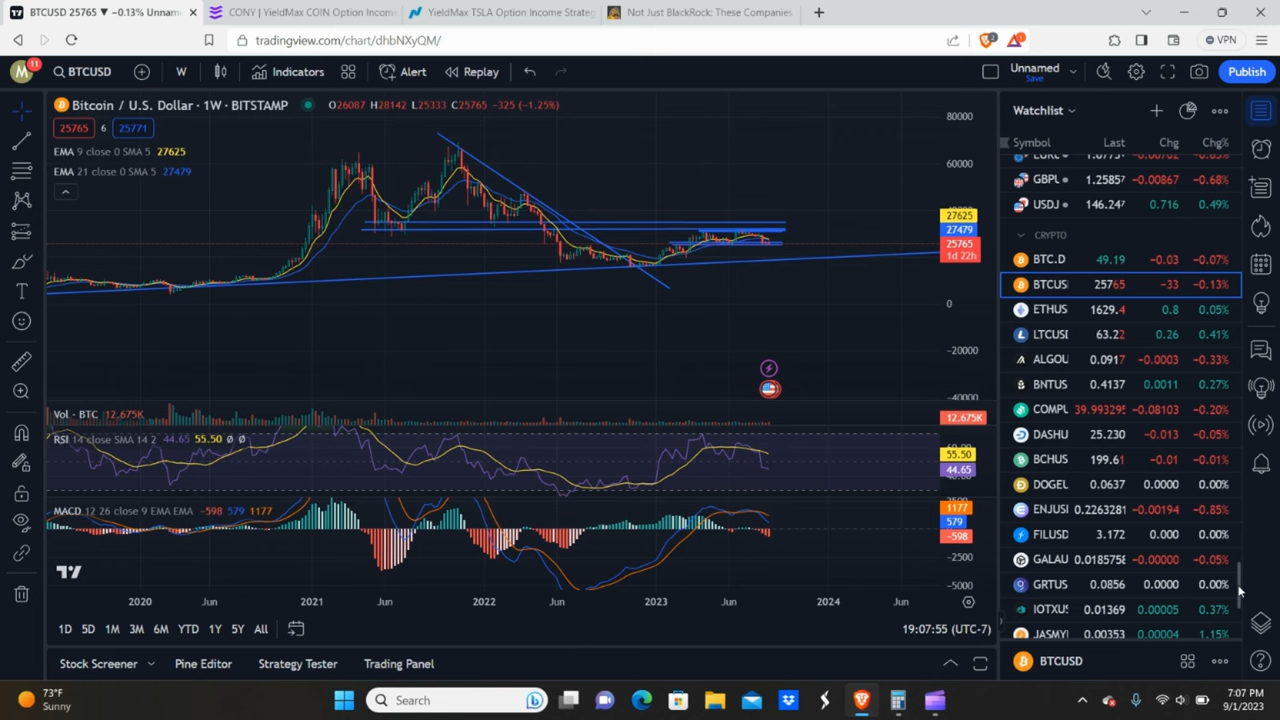 BTCUSD 25765 ▼ −0.13% Unnam
CONY | YieldMax COIN Option Income
YieldMax TSLA Option Income Strateg
Not Just BlackRock: These Companies
tradingview.com/chart/dhbNXyQM/
VPN
M
11
BTCUSD
W
Indicators
Alert
Replay
Unnamed
Save
Publish
Bitcoin / U.S. Dollar · 1W · BITSTAMP
O26087 H28142 L25333 C25765 −325 (−1.25%)
25765 6 25771
EMA 9 close 0 SMA 5 27625
EMA 21 close 0 SMA 5 27479
80000
60000
27625
27479
25765
1d 22h
0
−20000
−40000
Vol · BTC 12.675K
12.675K
RSI 14 close SMA 14 2 44.65 55.50 Ø Ø
55.50
44.65
MACD 12 26 close 9 EMA EMA −598 579 1177
1177
579
−598
−2500
−5000
2020 Jun 2021 Jun 2022 Jun 2023 Jun 2024 Jun
1D 5D 1M 3M 6M YTD 1Y 5Y All
19:07:55 (UTC-7)
Stock Screener
Pine Editor
Strategy Tester
Trading Panel
Watchlist
Symbol Last Chg Chg%
GBPL 1.25857 −0.00867 −0.68%
USDJ 146.247 0.716 0.49%
CRYPTO
BTC.D 49.19 −0.03 −0.07%
BTCUS 25765 −33 −0.13%
ETHUS 1629.4 0.8 0.05%
LTCUS 63.22 0.26 0.41%
ALGOU 0.0917 −0.0003 −0.33%
BNTUS 0.4137 0.0011 0.27%
COMPU 39.993295 −0.08103 −0.20%
DASHU 25.230 −0.013 −0.05%
BCHUS 199.61 −0.01 −0.01%
DOGEU 0.0637 0.0000 0.00%
ENJUS 0.2263281 −0.00194 −0.85%
FILUSD 3.172 0.000 0.00%
GALAU 0.018575 −0.00000 −0.05%
GRTUS 0.0856 0.0000 0.00%
IOTXUS 0.01369 0.00005 0.37%
JASMY 0.00353 0.00004 1.15%
BTCUSD
73°F
Sunny
Search
7:07 PM
9/1/2023